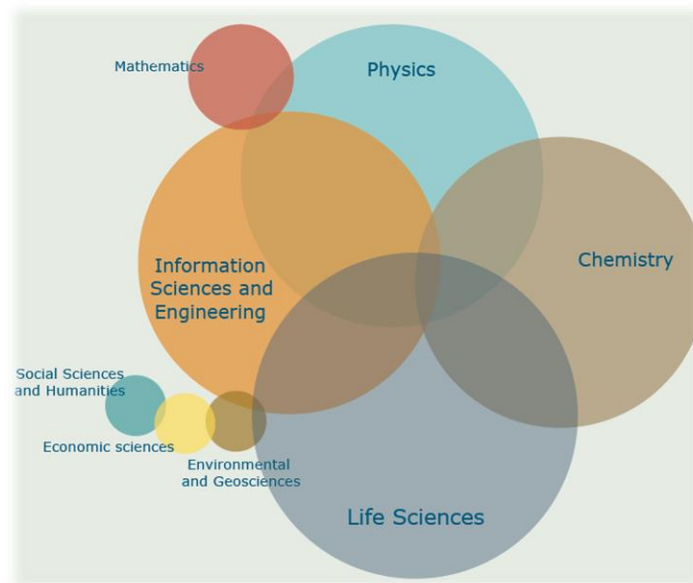 Mathematics
Physics
Information
Sciences and
Engineering
Chemistry
Social Sciences
and Humanities
Economic sciences
Environmental
and Geosciences
Life Sciences